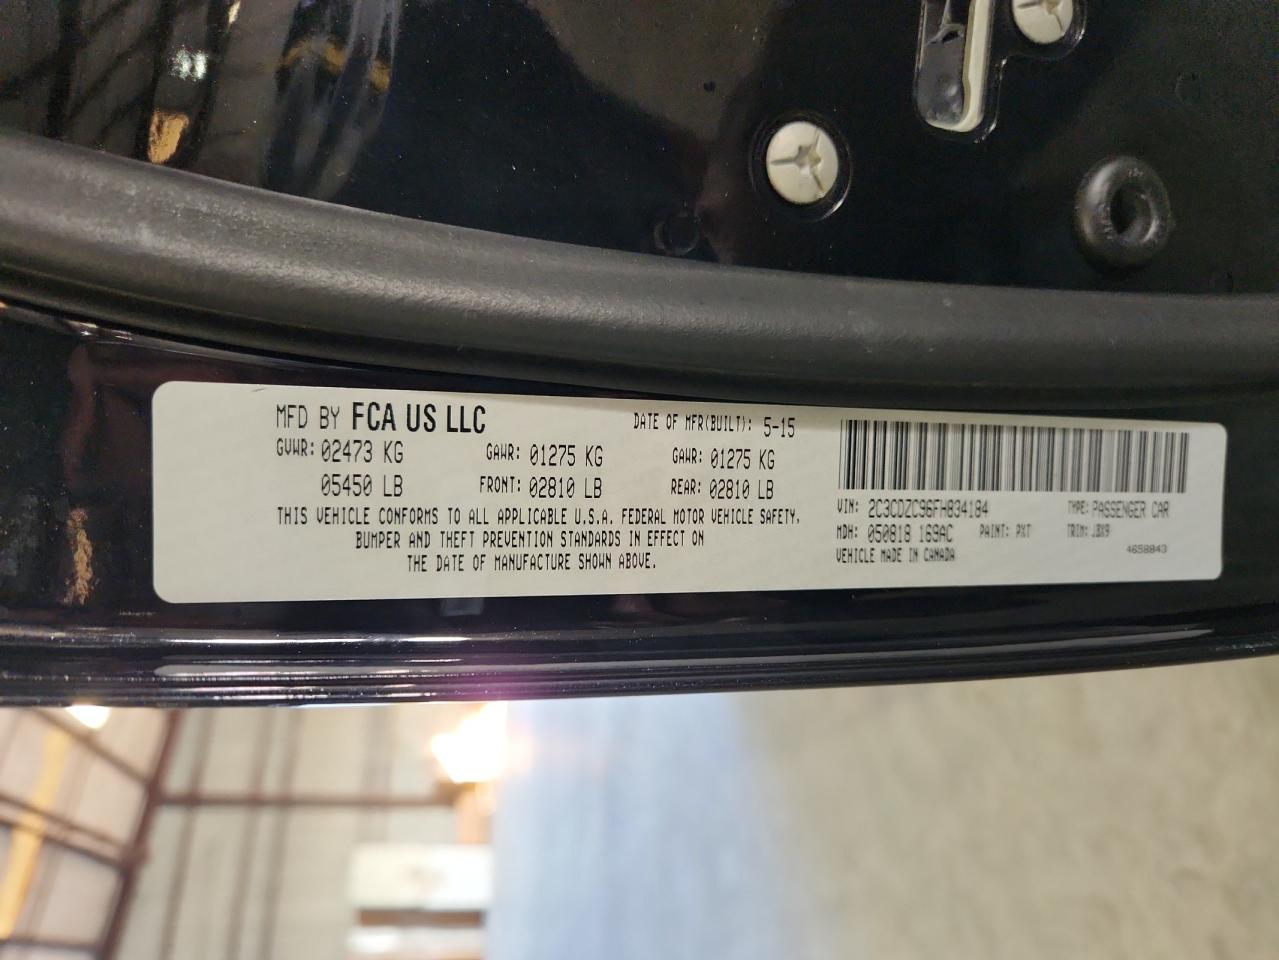 MFD BY FCA US LLC
DATE OF MFR(BUILT): 5-15
GVWR: 02473 KG
GAWR: 01275 KG
GAWR: 01275 KG
05450 LB
FRONT: 02810 LB
REAR: 02810 LB
THIS VEHICLE CONFORMS TO ALL APPLICABLE U.S.A. FEDERAL MOTOR VEHICLE SAFETY,
BUMPER AND THEFT PREVENTION STANDARDS IN EFFECT ON
THE DATE OF MANUFACTURE SHOWN ABOVE.
VIN: 2C3CDZC96FH834184
TYPE: PASSENGER CAR
MDH: 050818 169AC
PAINT: PXT
TRIM: JBX9
VEHICLE MADE IN CANADA
4658843